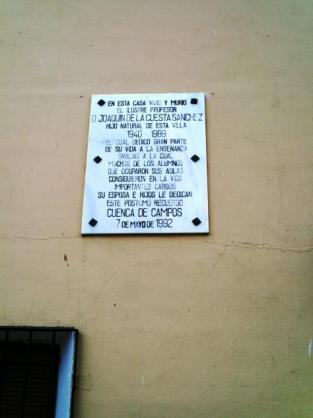 EN ESTA CASA VIVIO Y MURIO
EL ILUSTRE PROFESOR
D. JOAQUIN DE LA CUESTA SANCHEZ
HIJO NATURAL DE ESTA VILLA
1940 1989
EL CUAL DEDICO GRAN PARTE
DE SU VIDA A LA ENSEÑANZA
GRACIAS A LA CUAL
MUCHOS DE LOS ALUMNOS
QUE OCUPARON SUS AULAS
CONSIGUIERON EN LA VIDA
IMPORTANTES CARGOS
SU ESPOSA E HIJOS LE DEDICAN
ESTE POSTUMO RECUERDO
CUENCA DE CAMPOS
7 DE MAYO DE 1992